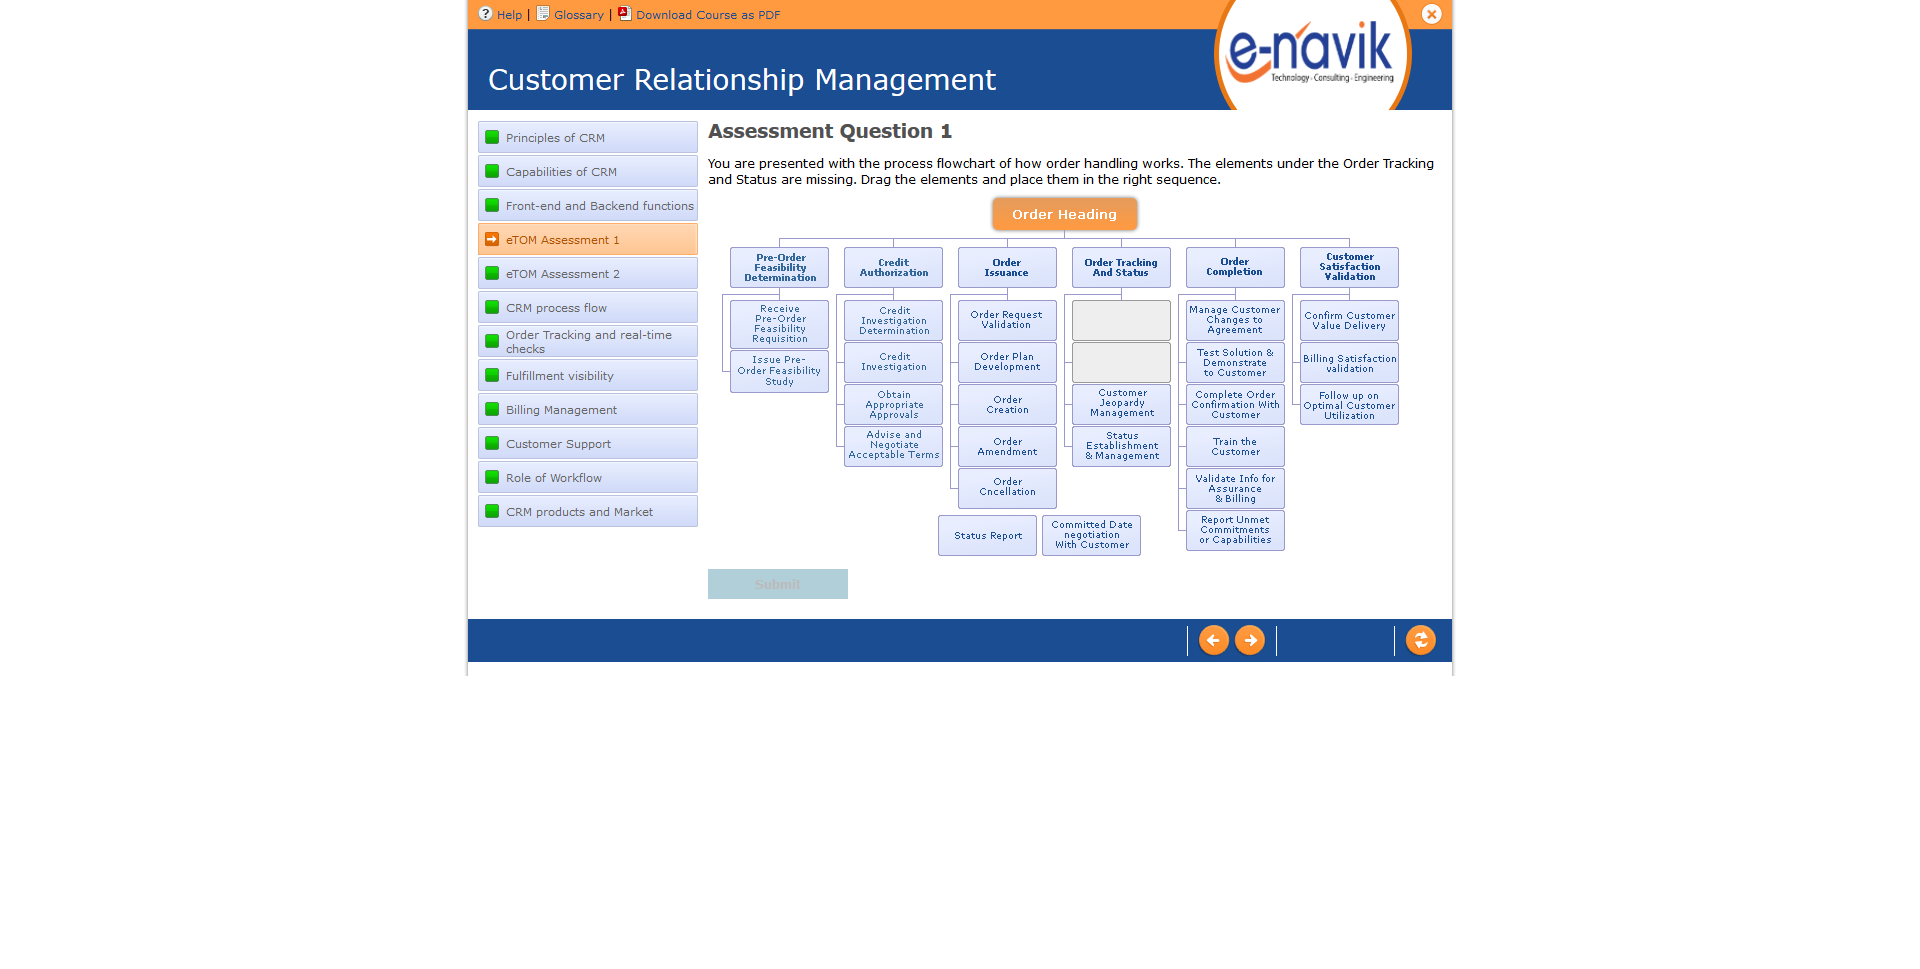 Help | Glossary | Download Course as PDF
e-navik
Technology - Consulting - Engineering
Customer Relationship Management
Principles of CRM
Capabilities of CRM
Front-end and Backend functions
eTOM Assessment 1
eTOM Assessment 2
CRM process flow
Order Tracking and real-time
checks
Fulfillment visibility
Billing Management
Customer Support
Role of Workflow
CRM products and Market
Assessment Question 1
You are presented with the process flowchart of how order handling works. The elements under the Order Tracking
and Status are missing. Drag the elements and place them in the right sequence.
Order Heading
Pre-Order
Feasibility
Determination
Receive
Pre-Order
Feasibility
Requisition
Issue Pre-
Order Feasibility
Study
Credit
Authorization
Credit
Investigation
Determination
Credit
Investigation
Obtain
Appropriate
Approvals
Advise and
Negotiate
Acceptable Terms
Order
Issuance
Order Request
Validation
Order Plan
Development
Order
Creation
Order
Amendment
Order
Cncellation
Order Tracking
And Status
Customer
Jeopardy
Management
Status
Establishment
& Management
Order
Completion
Manage Customer
Changes to
Agreement
Test Solution &
Demonstrate
to Customer
Complete Order
Confirmation With
Customer
Train the
Customer
Validate Info for
Assurance
& Billing
Report Unmet
Commitments
or Capabilities
Customer
Satisfaction
Validation
Confirm Customer
Value Delivery
Billing Satisfaction
validation
Follow up on
Optimal Customer
Utilization
Status Report
Committed Date
negotiation
With Customer
Submit